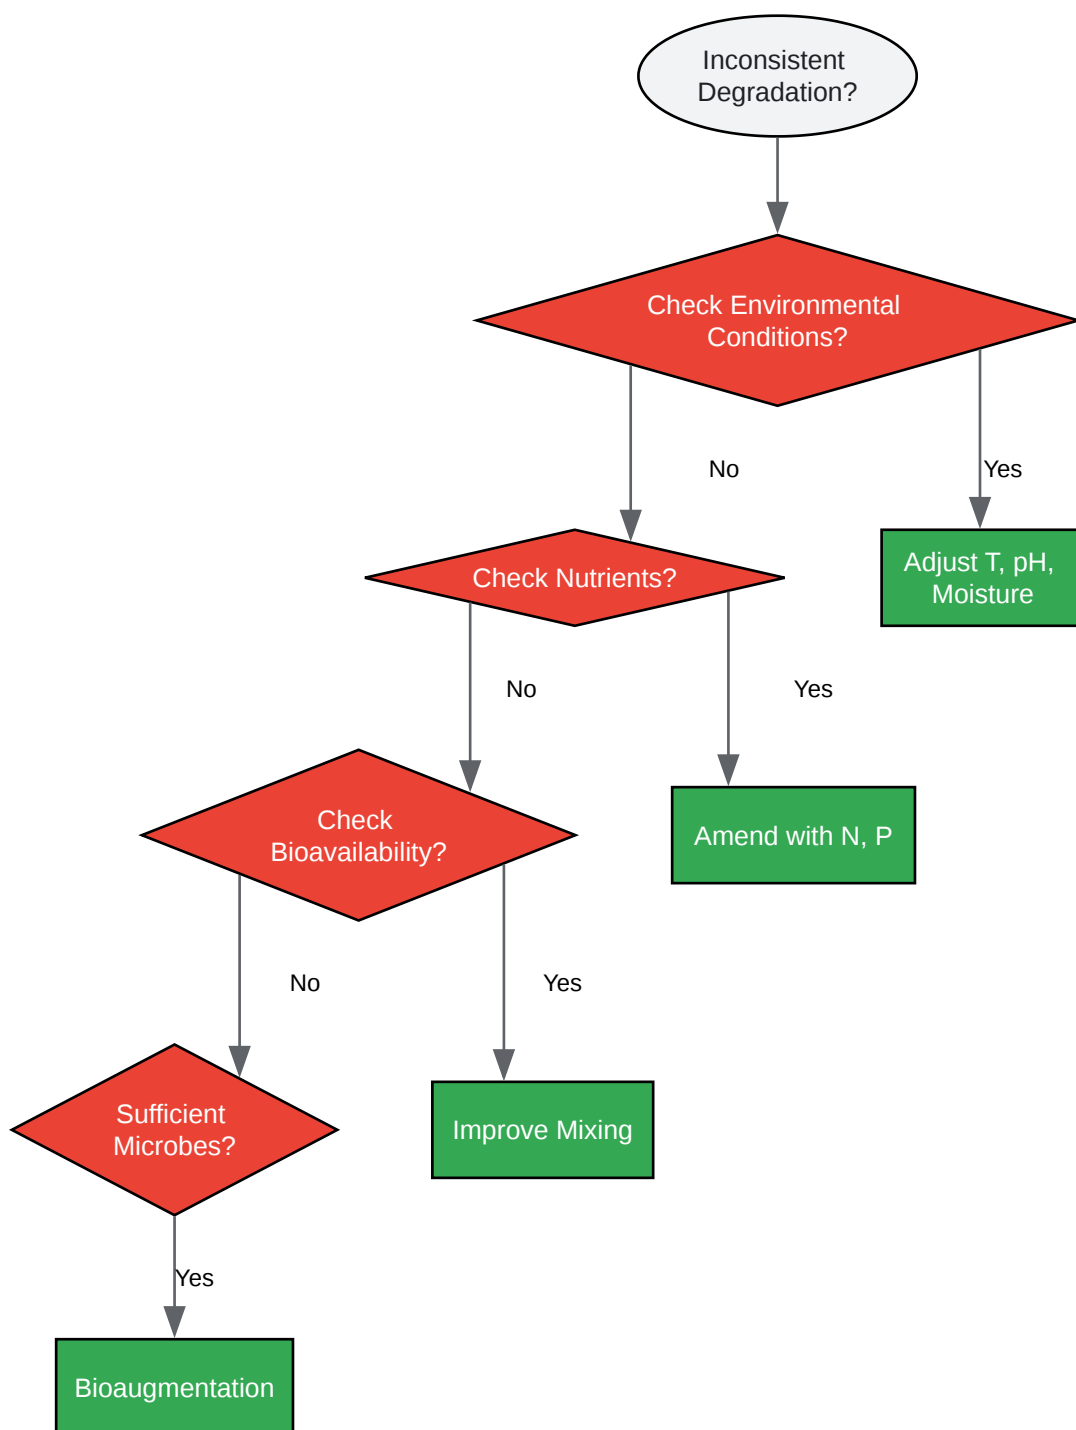 Inconsistent
Degradation?
Check Environmental
Conditions?
No
Yes
Check Nutrients?
Adjust T, pH,
Moisture
No
Yes
Check
Bioavailability?
Amend with N, P
No
Yes
Sufficient
Microbes?
Improve Mixing
Yes
Bioaugmentation